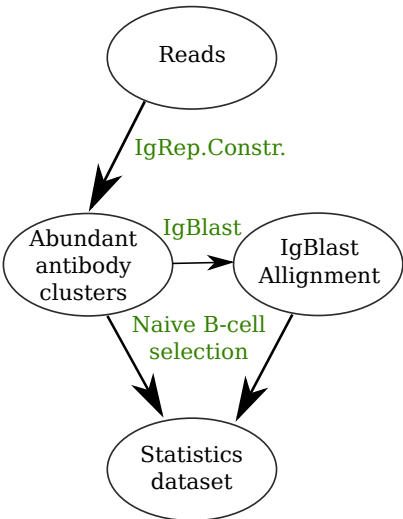 Reads
IgRep.Constr.
Abundant
antibody
clusters
IgBlast
IgBlast
Allignment
Naive B-cell
selection
Statistics
dataset